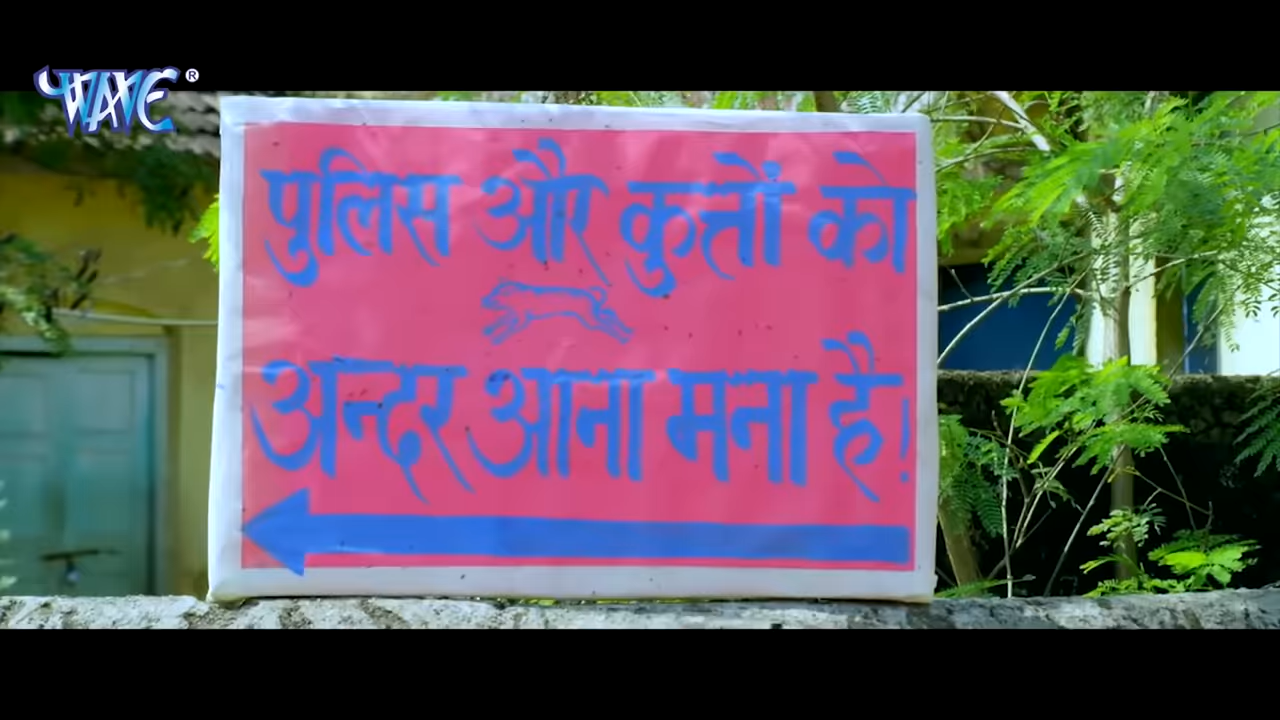 WAVE ®
पुलिस और कुत्तों को
अन्दर आना मना है!